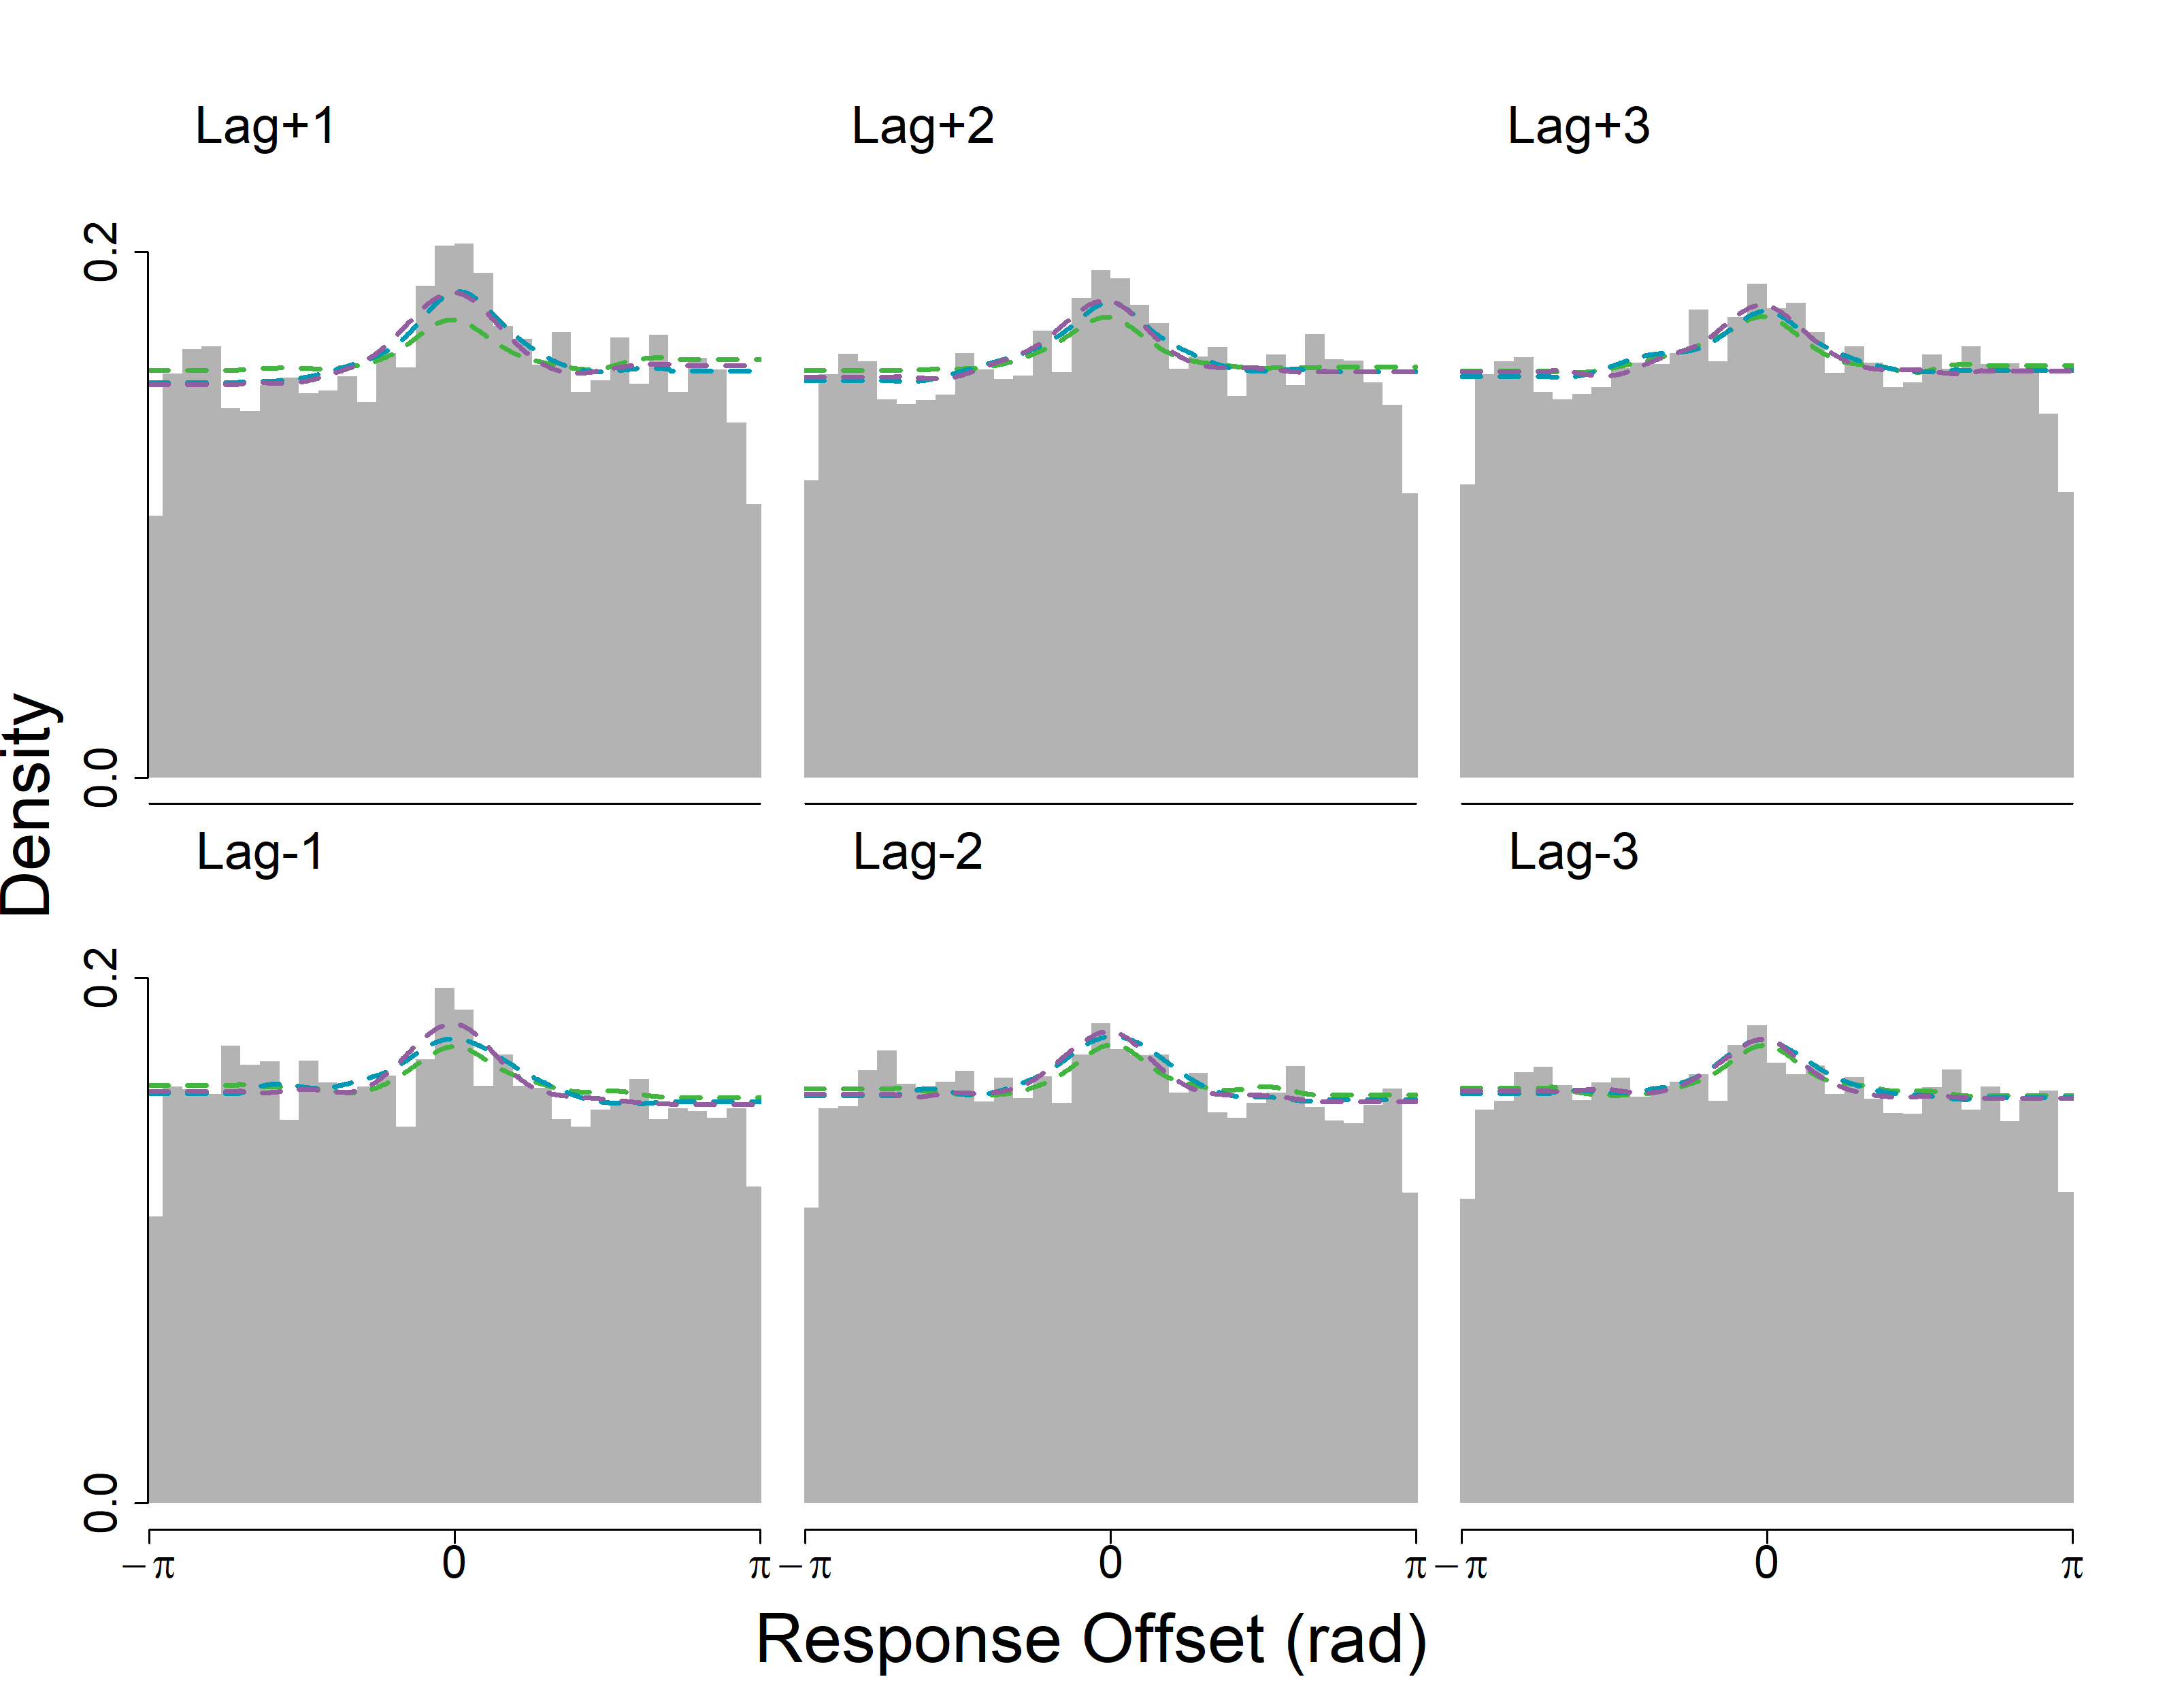 Lag+1
Lag+2
Lag+3
0.2
0.0
Density
Lag-1
Lag-2
Lag-3
0.2
0.0
−π 0 π
−π 0 π
−π 0 π
Response Offset (rad)